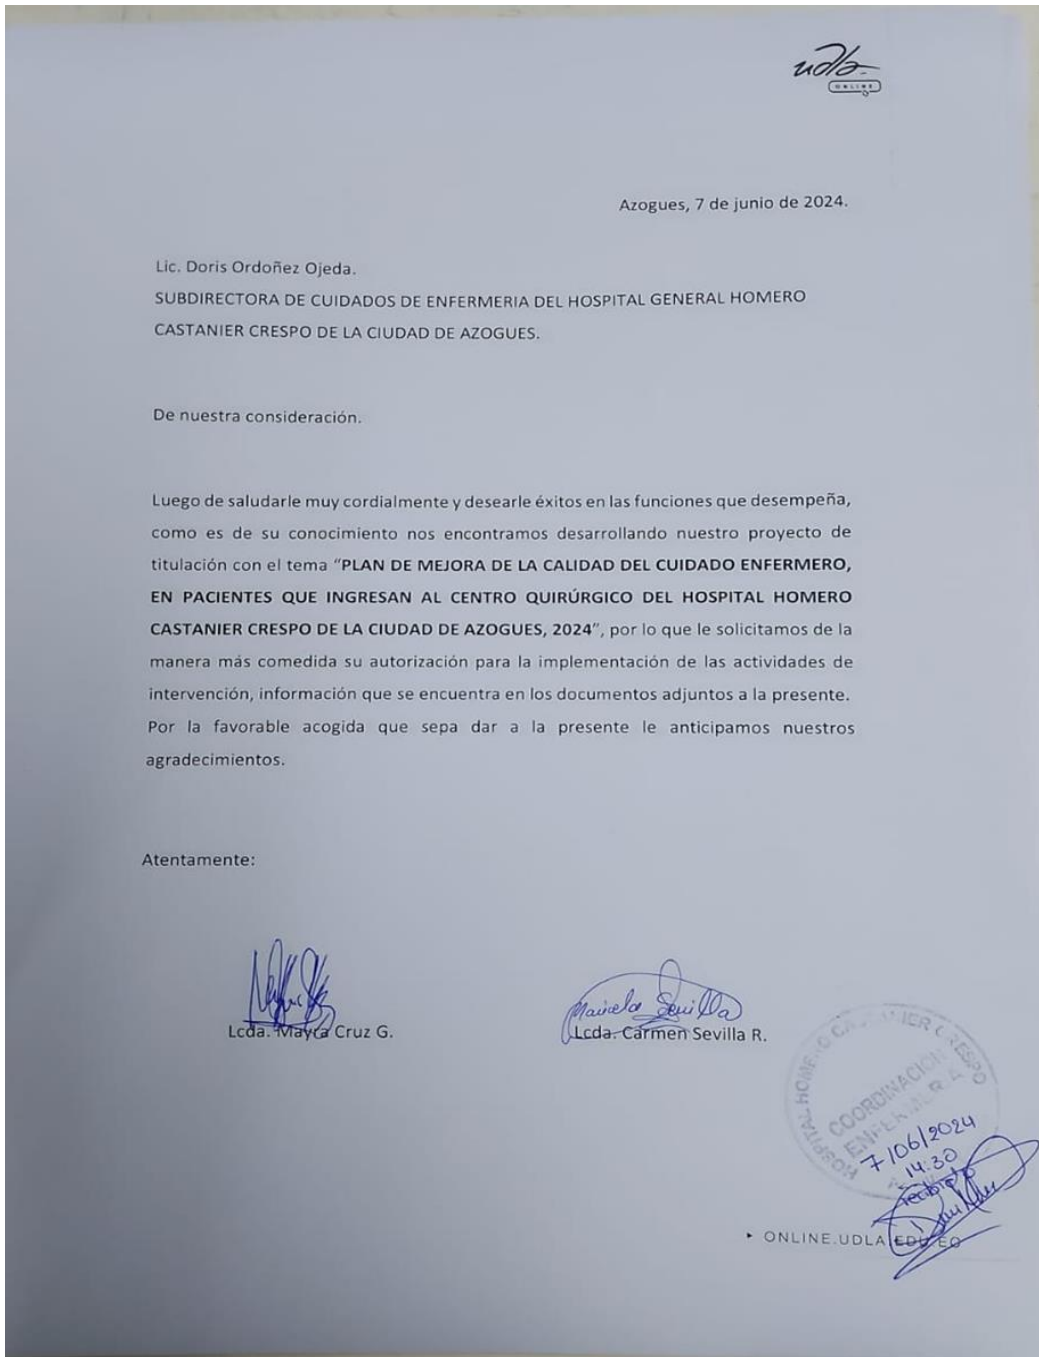 udla
ONLINE
Azogues, 7 de junio de 2024.
Lic. Doris Ordoñez Ojeda.
SUBDIRECTORA DE CUIDADOS DE ENFERMERIA DEL HOSPITAL GENERAL HOMERO
CASTANIER CRESPO DE LA CIUDAD DE AZOGUES.
De nuestra consideración.
Luego de saludarle muy cordialmente y desearle éxitos en las funciones que desempeña,
como es de su conocimiento nos encontramos desarrollando nuestro proyecto de
titulación con el tema "PLAN DE MEJORA DE LA CALIDAD DEL CUIDADO ENFERMERO,
EN PACIENTES QUE INGRESAN AL CENTRO QUIRÚRGICO DEL HOSPITAL HOMERO
CASTANIER CRESPO DE LA CIUDAD DE AZOGUES, 2024", por lo que le solicitamos de la
manera más comedida su autorización para la implementación de las actividades de
intervención, información que se encuentra en los documentos adjuntos a la presente.
Por la favorable acogida que sepa dar a la presente le anticipamos nuestros
agradecimientos.
Atentamente:
Sevilla
Lcda. Mayra Cruz G.
Lcda. Carmen Sevilla R.
HOSPITAL HOMERO CASTANIER CRESPO
COORDINACION
ENFERMERIA
7/06/2024
14:30
recibido
▸ ONLINE.UDLA.EDU.EC